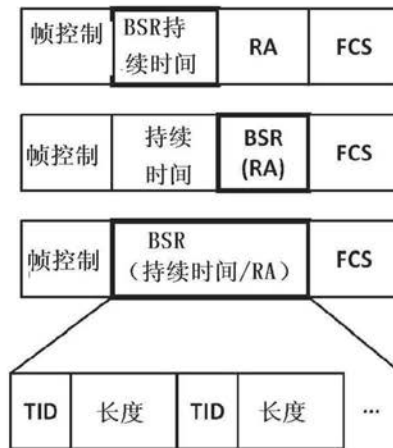 帧控制 BSR持续时间 RA FCS
帧控制 持续时间 BSR (RA) FCS
帧控制 BSR (持续时间/RA) FCS
TID 长度 TID 长度 ...